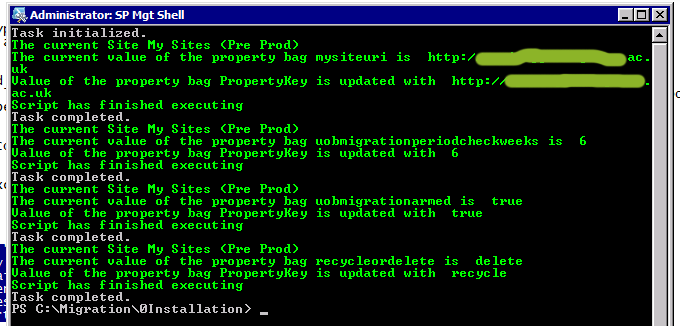 Administrator: SP Mgt Shell
Task initialized.
The current Site My Sites (Pre Prod)
The current value of the property bag mysiteuri is http:/ ac.
uk
Value of the property bag PropertyKey is updated with http:// .
ac.uk
Script has finished executing
Task completed.
The current Site My Sites (Pre Prod)
The current value of the property bag uobmigrationperiodcheckweeks is 6
Value of the property bag PropertyKey is updated with 6
Script has finished executing
Task completed.
The current Site My Sites (Pre Prod)
The current value of the property bag uobmigrationarmed is true
Value of the property bag PropertyKey is updated with true
Script has finished executing
Task completed.
The current Site My Sites (Pre Prod)
The current value of the property bag recycleordelete is delete
Value of the property bag PropertyKey is updated with recycle
Script has finished executing
Task completed.
PS C:\Migration\0Installation> _